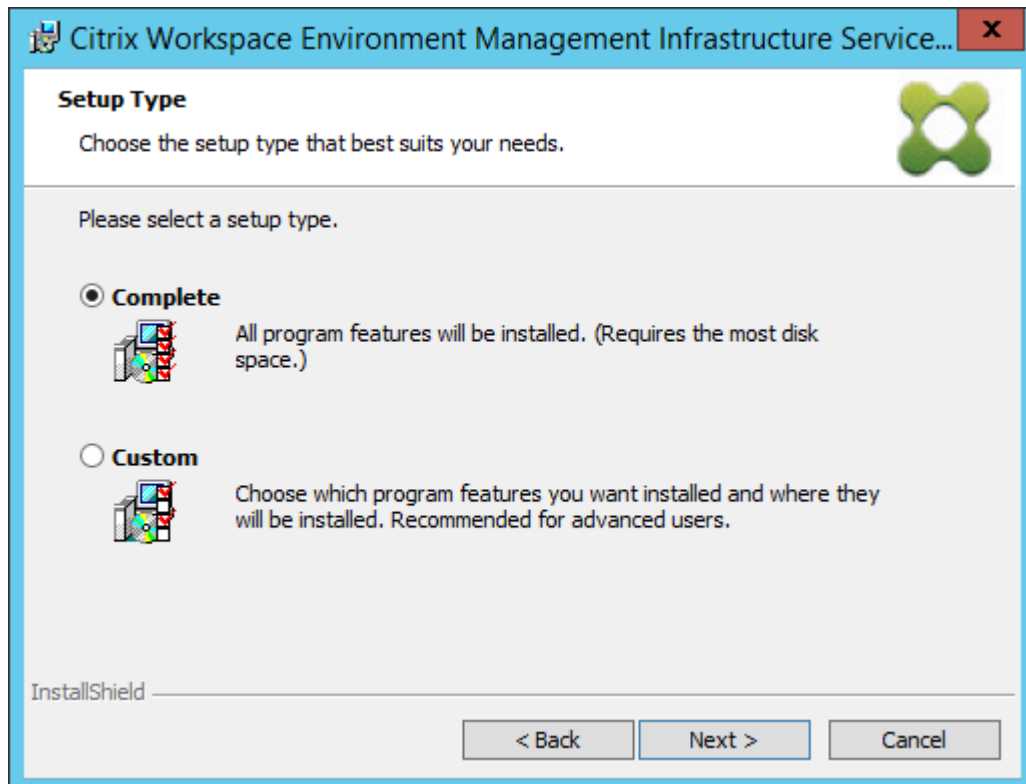 Citrix Workspace Environment Management Infrastructure Service...
x
Setup Type
Choose the setup type that best suits your needs.
Please select a setup type.
Complete
All program features will be installed. (Requires the most disk
space.)
Custom
Choose which program features you want installed and where they
will be installed. Recommended for advanced users.
InstallShield
< Back Next > Cancel